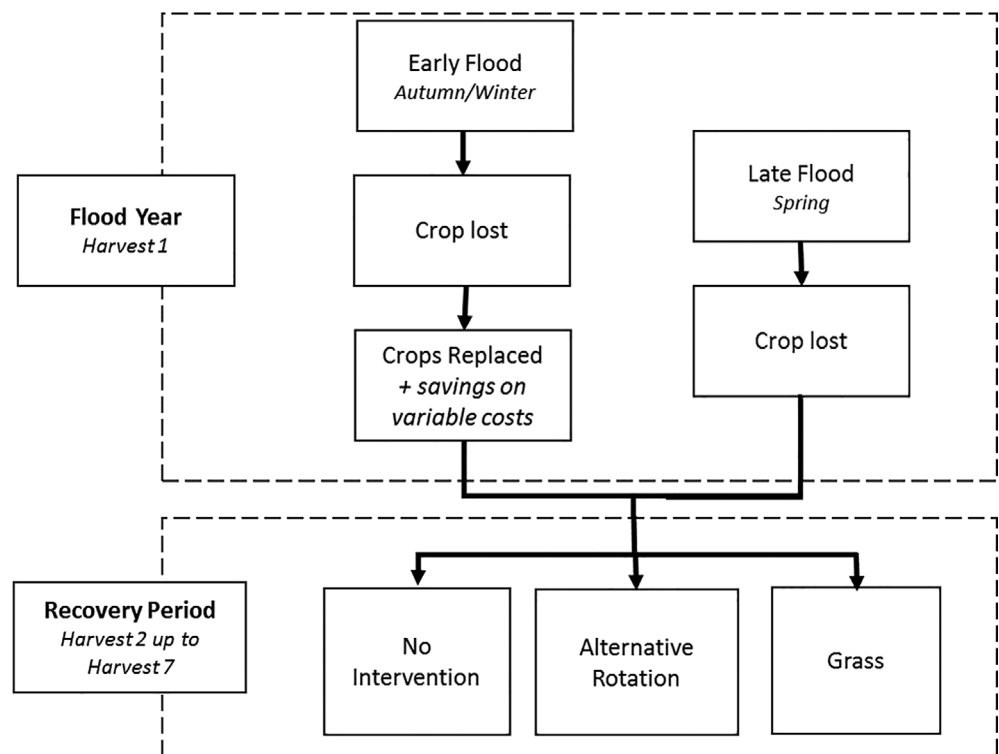 Early Flood
Autumn/Winter
Late Flood
Spring
Flood Year
Harvest 1
Crop lost
Crop lost
Crops Replaced
+ savings on
variable costs
Recovery Period
Harvest 2 up to
Harvest 7
No
Intervention
Alternative
Rotation
Grass